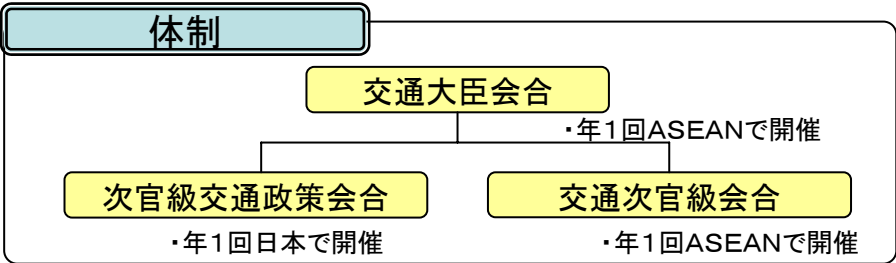 体制
交通大臣会合
・年1回ASEANで開催
次官級交通政策会合
交通次官級会合
・年1回日本で開催
・年1回ASEANで開催